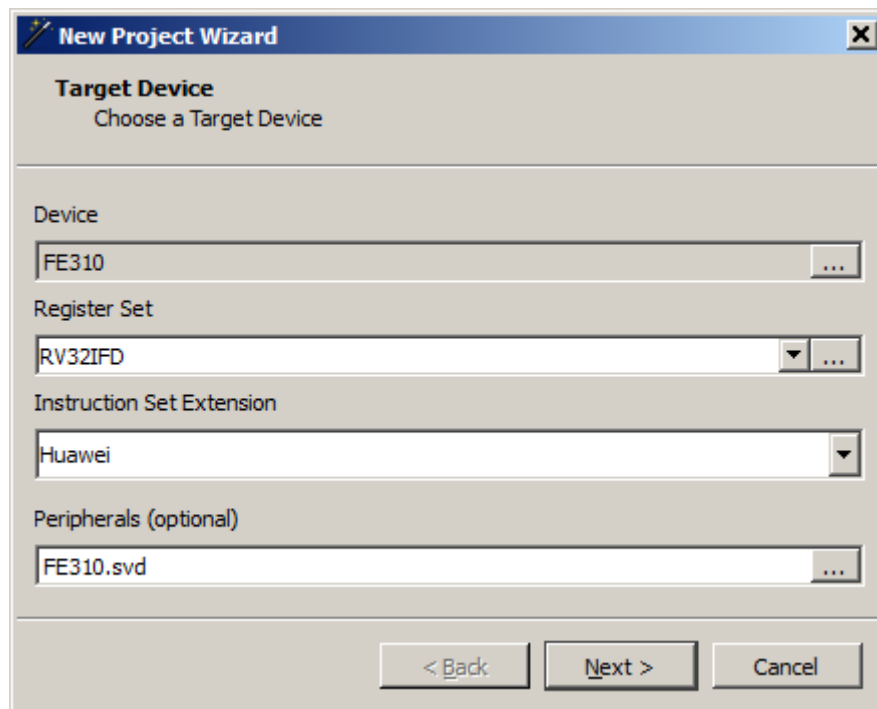 New Project Wizard
Target Device
Choose a Target Device
Device
FE310
...
Register Set
RV32IFD
...
Instruction Set Extension
Huawei
Peripherals (optional)
FE310.svd
...
< Back
Next >
Cancel